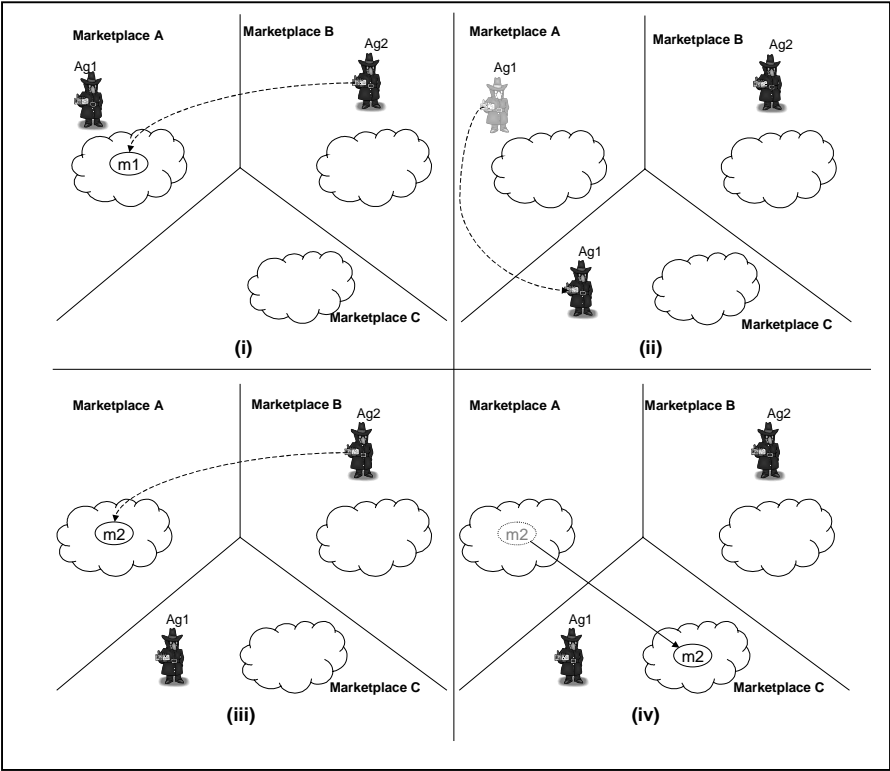 Marketplace A
Marketplace B
Ag1
Ag2
m1
Marketplace C
(i)
Marketplace A
Marketplace B
Ag1
Ag2
Ag1
Marketplace C
(ii)
Marketplace A
Marketplace B
Ag2
m2
Ag1
Marketplace C
(iii)
Marketplace A
Marketplace B
Ag2
m2
Ag1
m2
Marketplace C
(iv)